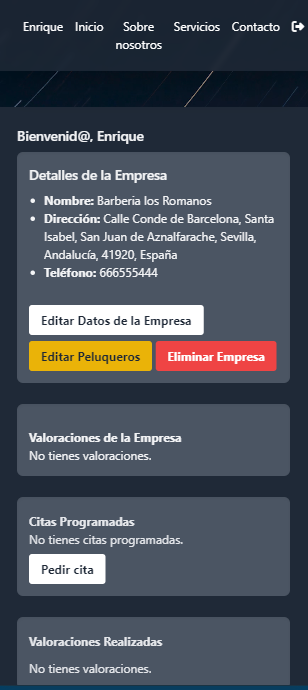 Enrique Inicio Sobre nosotros Servicios Contacto
Bienvenid@, Enrique
Detalles de la Empresa
• Nombre: Barberia los Romanos
• Dirección: Calle Conde de Barcelona, Santa
Isabel, San Juan de Aznalfarache, Sevilla,
Andalucía, 41920, España
• Teléfono: 666555444
Editar Datos de la Empresa
Editar Peluqueros Eliminar Empresa
Valoraciones de la Empresa
No tienes valoraciones.
Citas Programadas
No tienes citas programadas.
Pedir cita
Valoraciones Realizadas
No tienes valoraciones.